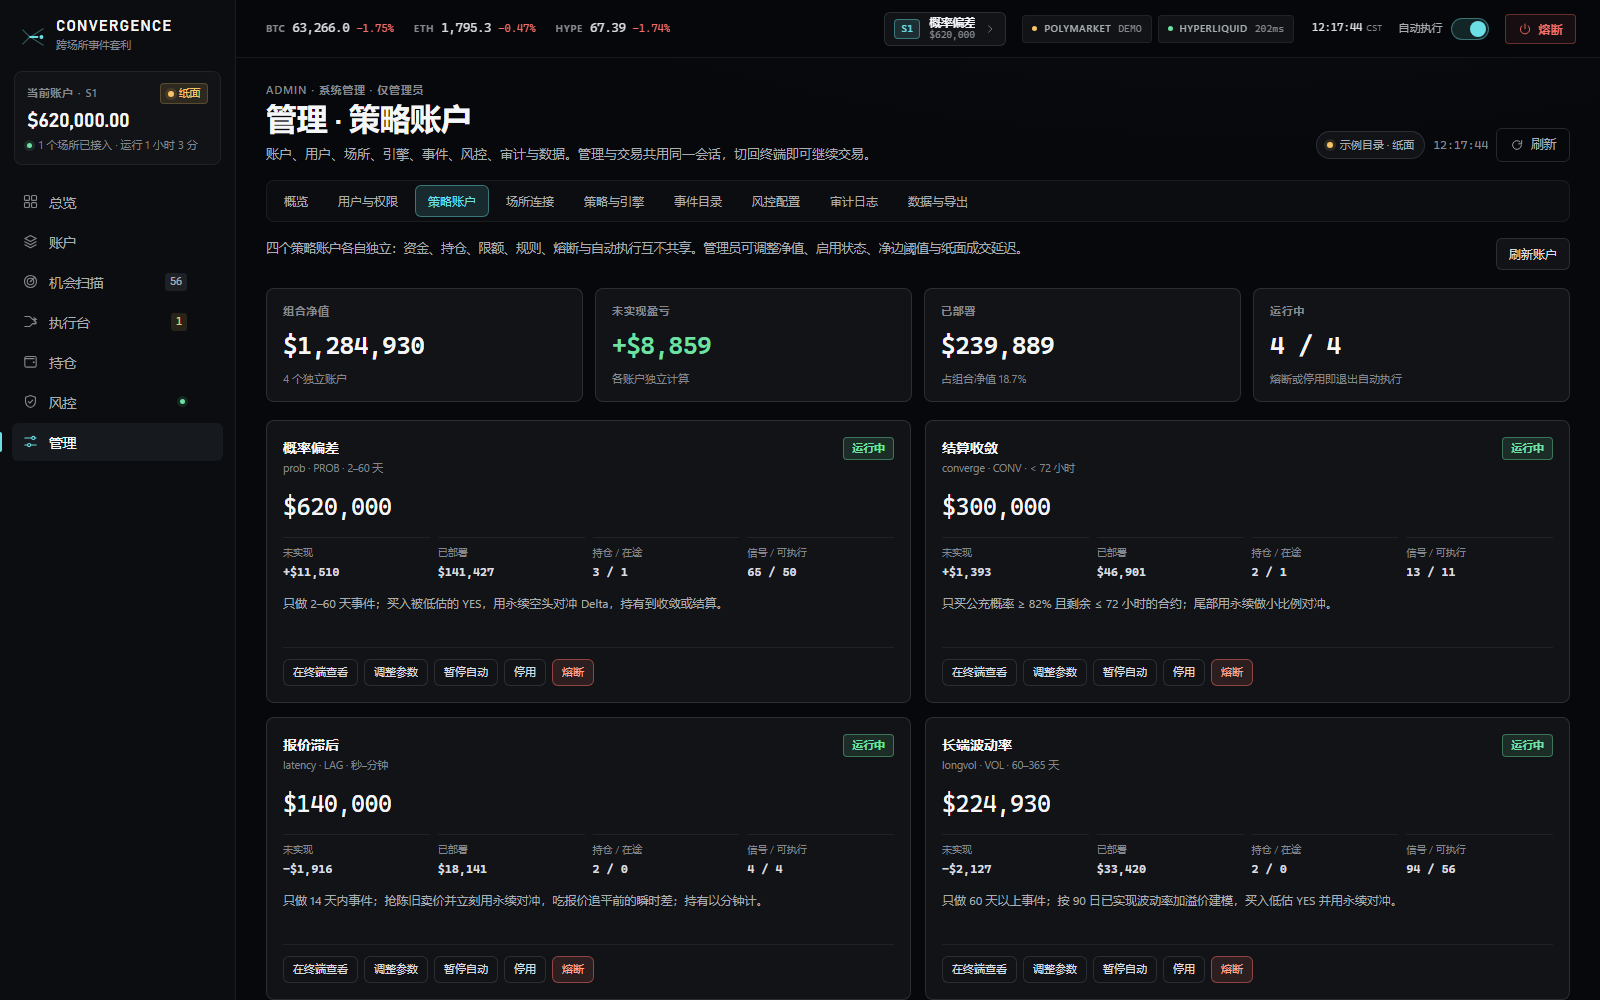 CONVERGENCE
跨场所事件套利
BTC 63,266.0 −1.75% ETH 1,795.3 −0.47% HYPE 67.39 −1.74%
S1 概率偏差 $620,000
POLYMARKET DEMO
HYPERLIQUID 202ms
12:17:44 CST
自动执行
熔断
当前账户 · S1
纸面
$620,000.00
1 个场所已接入 · 运行 1 小时 3 分
总览
账户
机会扫描 56
执行台 1
持仓
风控
管理
ADMIN · 系统管理 · 仅管理员
管理 · 策略账户
账户、用户、场所、引擎、事件、风控、审计与数据。管理与交易共用同一会话，切回终端即可继续交易。
示例目录 · 纸面
12:17:44
刷新
概览 用户与权限 策略账户 场所连接 策略与引擎 事件目录 风控配置 审计日志 数据与导出
四个策略账户各自独立：资金、持仓、限额、规则、熔断与自动执行互不共享。管理员可调整净值、启用状态、净边阈值与纸面成交延迟。
刷新账户
组合净值
$1,284,930
4 个独立账户
未实现盈亏
+$8,859
各账户独立计算
已部署
$239,889
占组合净值 18.7%
运行中
4 / 4
熔断或停用即退出自动执行
概率偏差
运行中
prob · PROB · 2–60 天
$620,000
未实现 已部署 持仓 / 在途 信号 / 可执行
+$11,510 $141,427 3 / 1 65 / 50
只做 2–60 天事件；买入被低估的 YES，用永续空头对冲 Delta，持有到收敛或结算。
在终端查看 调整参数 暂停自动 停用 熔断
结算收敛
运行中
converge · CONV · < 72 小时
$300,000
未实现 已部署 持仓 / 在途 信号 / 可执行
+$1,393 $46,901 2 / 1 13 / 11
只买公允概率 ≥ 82% 且剩余 ≤ 72 小时的合约；尾部用永续做小比例对冲。
在终端查看 调整参数 暂停自动 停用 熔断
报价滞后
运行中
latency · LAG · 秒–分钟
$140,000
未实现 已部署 持仓 / 在途 信号 / 可执行
−$1,916 $18,141 2 / 0 4 / 4
只做 14 天内事件；抢陈旧卖价并立刻用永续对冲，吃报价追平前的瞬时差；持有以分钟计。
在终端查看 调整参数 暂停自动 停用 熔断
长端波动率
运行中
longvol · VOL · 60–365 天
$224,930
未实现 已部署 持仓 / 在途 信号 / 可执行
−$2,127 $33,420 2 / 0 94 / 56
只做 60 天以上事件；按 90 日已实现波动率加溢价建模，买入低估 YES 并用永续对冲。
在终端查看 调整参数 暂停自动 停用 熔断